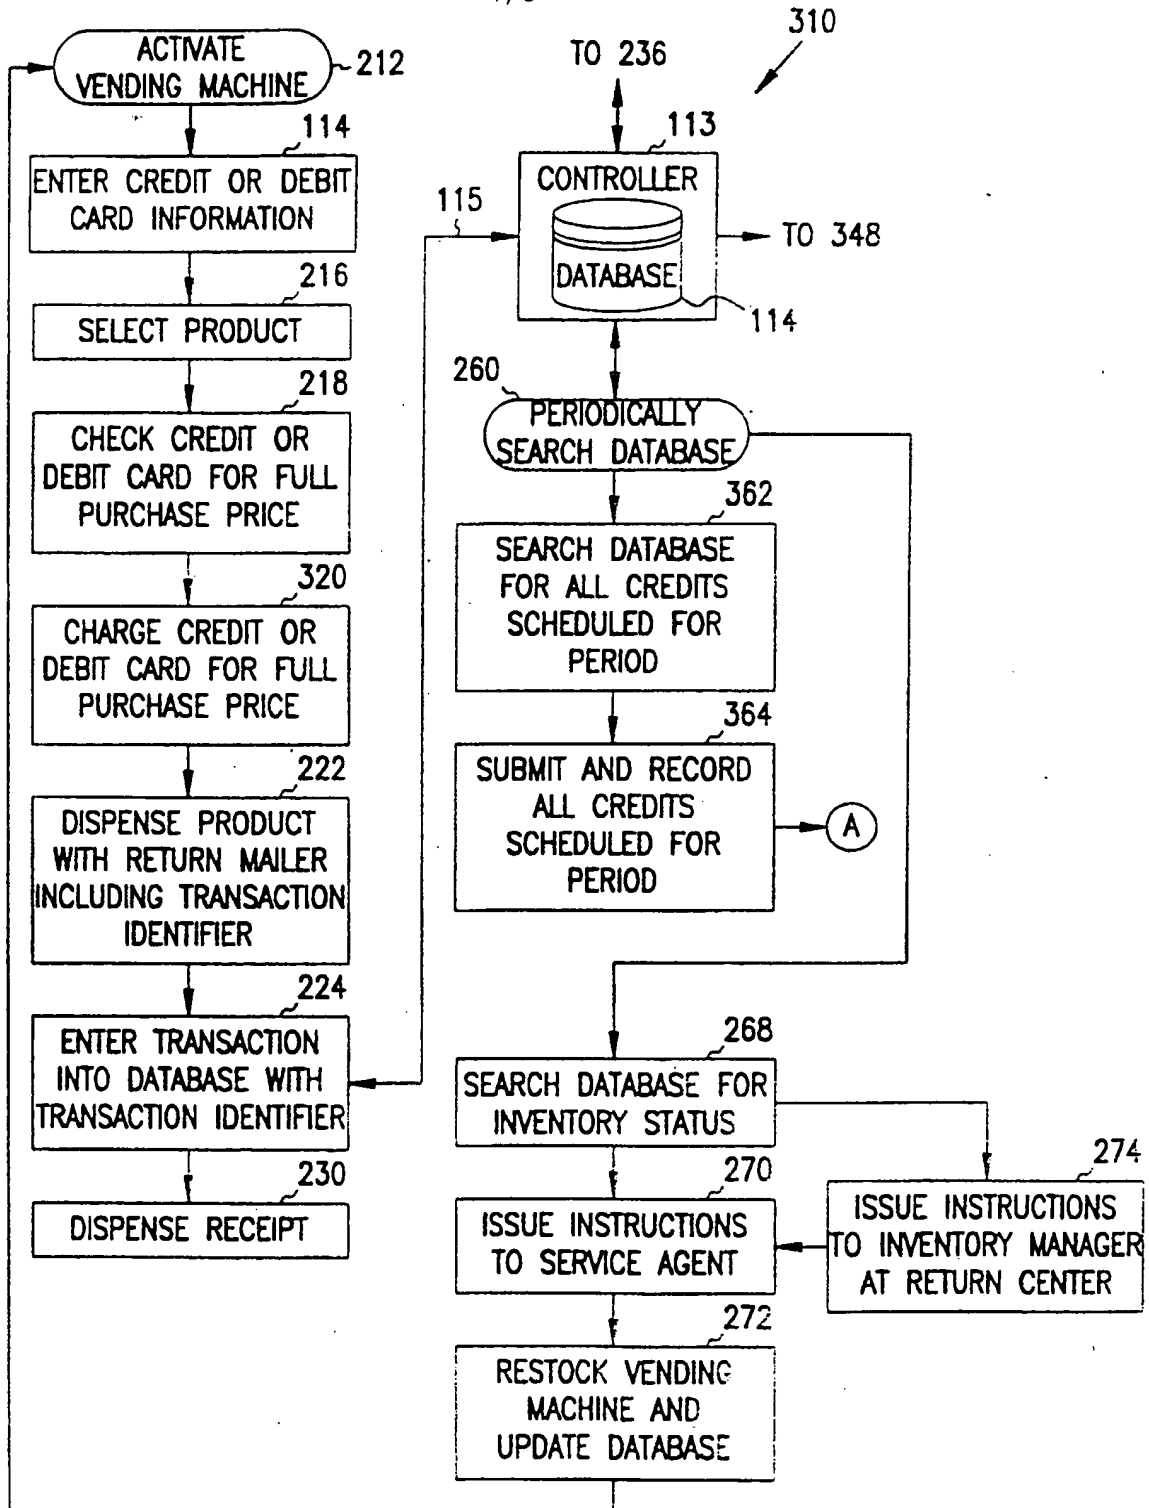 310
ACTIVATE
VENDING MACHINE
212
114
ENTER CREDIT OR DEBIT
CARD INFORMATION
216
SELECT PRODUCT
218
CHECK CREDIT OR
DEBIT CARD FOR FULL
PURCHASE PRICE
320
CHARGE CREDIT OR
DEBIT CARD FOR FULL
PURCHASE PRICE
222
DISPENSE PRODUCT
WITH RETURN MAILER
INCLUDING TRANSACTION
IDENTIFIER
224
ENTER TRANSACTION
INTO DATABASE WITH
TRANSACTION IDENTIFIER
230
DISPENSE RECEIPT
TO 236
113
CONTROLLER
115
TO 348
DATABASE
114
260
PERIODICALLY
SEARCH DATABASE
362
SEARCH DATABASE
FOR ALL CREDITS
SCHEDULED FOR
PERIOD
364
SUBMIT AND RECORD
ALL CREDITS
SCHEDULED FOR
PERIOD
A
268
SEARCH DATABASE FOR
INVENTORY STATUS
270
ISSUE INSTRUCTIONS
TO SERVICE AGENT
274
ISSUE INSTRUCTIONS
TO INVENTORY MANAGER
AT RETURN CENTER
272
RESTOCK VENDING
MACHINE AND
UPDATE DATABASE